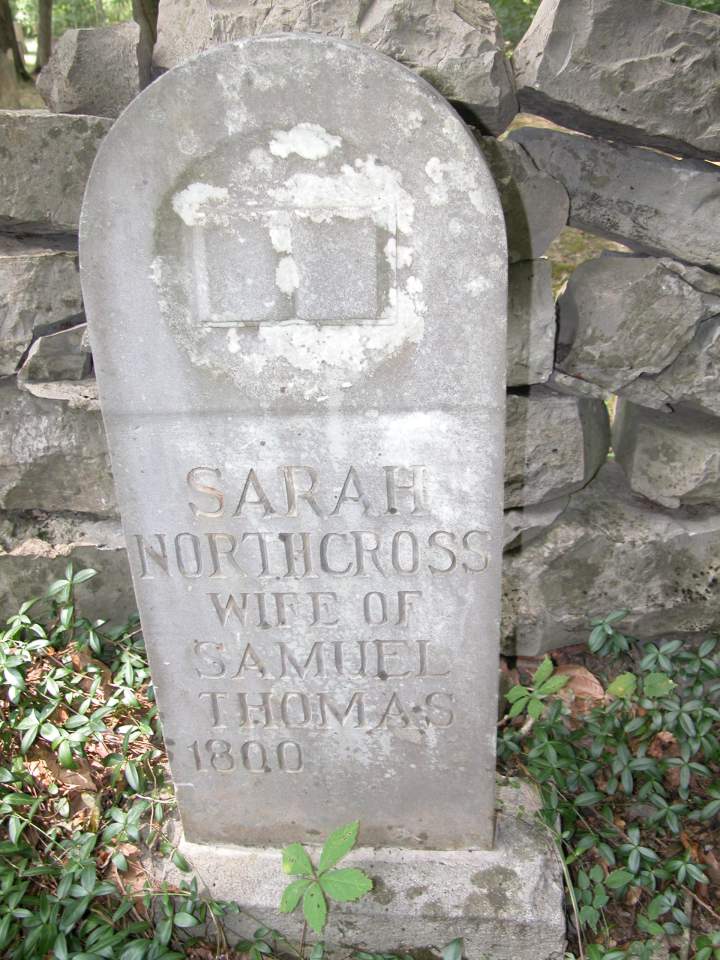 SARAH
NORTHCROSS
WIFE OF
SAMUEL
THOMAS
1800